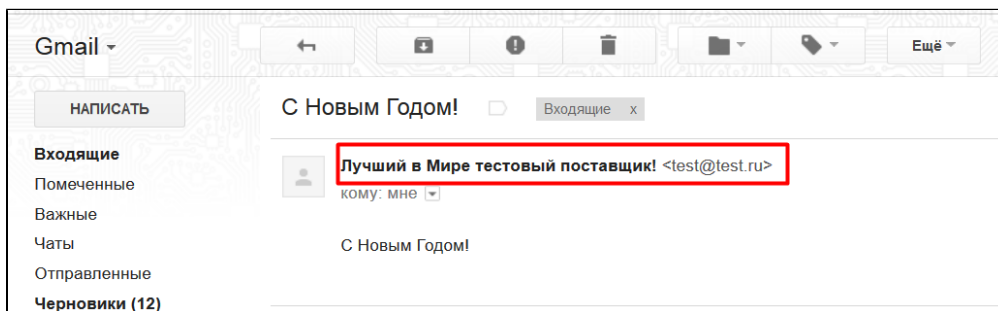 Gmail
Ещё
НАПИСАТЬ
С Новым Годом!
Входящие x
Входящие
Помеченные
Важные
Чаты
Отправленные
Черновики (12)
Лучший в Мире тестовый поставщик! <test@test.ru>
кому: мне
С Новым Годом!